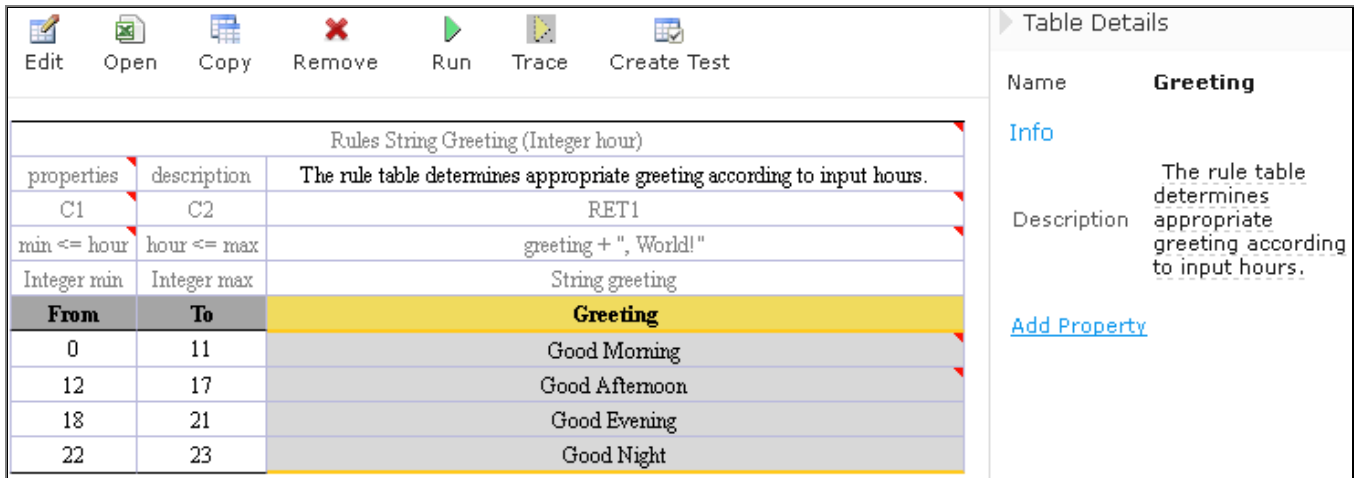 Edit Open Copy Remove Run Trace Create Test
Rules String Greeting (Integer hour)
properties description The rule table determines appropriate greeting according to input hours.
C1 C2 RET1
min <= hour hour <= max greeting + ", World!"
Integer min Integer max String greeting
From To Greeting
0 11 Good Morning
12 17 Good Afternoon
18 21 Good Evening
22 23 Good Night
Table Details
Name Greeting
Info
Description The rule table
determines
appropriate
greeting according
to input hours.
Add Property